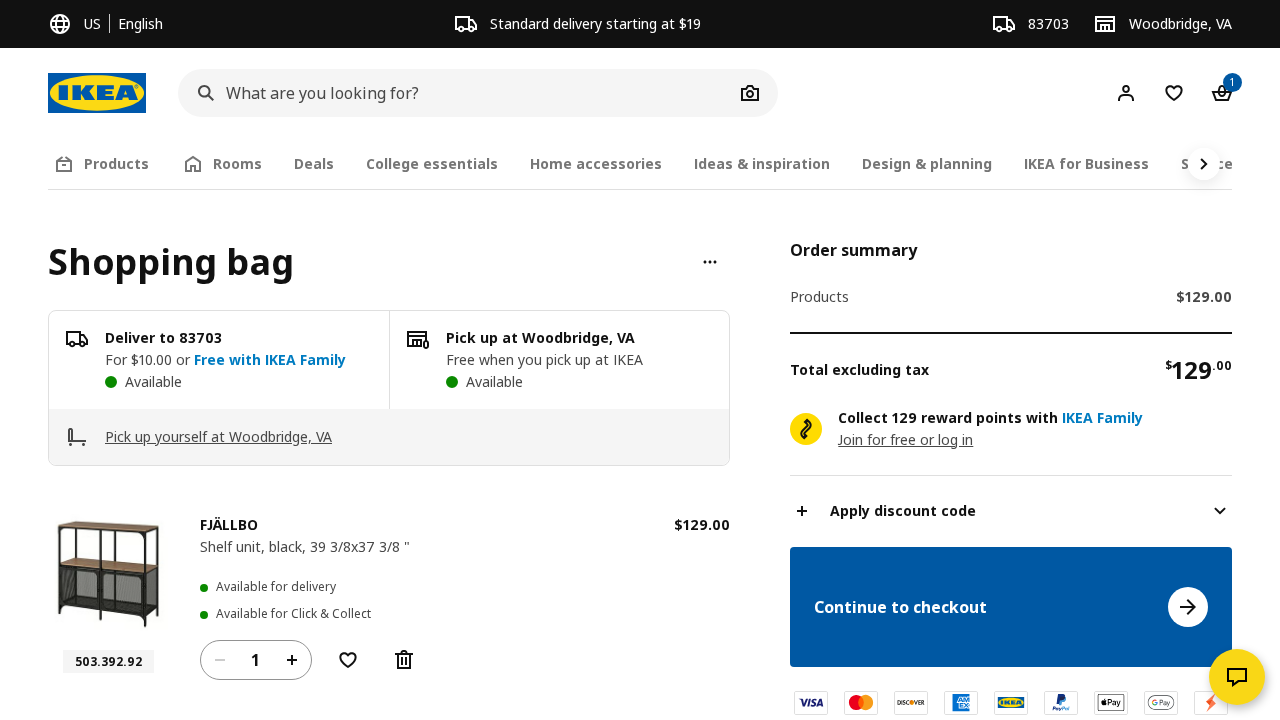 US | English
Standard delivery starting at $19
83703
Woodbridge, VA
IKEA
What are you looking for?
1
0
Products
Rooms
Deals
College essentials
Home accessories
Ideas & inspiration
Design & planning
IKEA for Business
Shopping bag
Deliver to 83703
For $10.00 or Free with IKEA Family
Available
Pick up at Woodbridge, VA
Free when you pick up at IKEA
Available
Pick up yourself at Woodbridge, VA
FJÄLLBO
$129.00
Shelf unit, black, 39 3/8x37 3/8 "
Available for delivery
Available for Click & Collect
503.392.92
1
Order summary
Products
$129.00
Total excluding tax
$129.00
Collect 129 reward points with IKEA Family
Join for free or log in
Apply discount code
Continue to checkout
VISA
DISCOVER
AM EX
IKEA
PayPal
Pay
G Pay